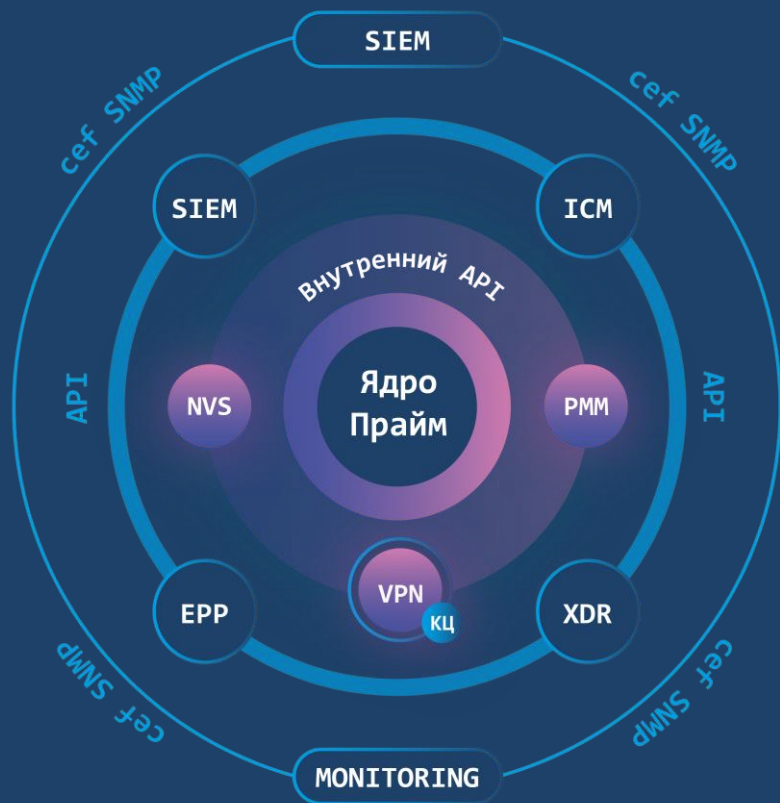 SIEM
cef SNMP
cef SNMP
SIEM
ICM
Внутренний API
API
NVS
Ядро
Прайм
PMM
API
VPN
КЦ
EPP
XDR
cef SNMP
cef SNMP
MONITORING